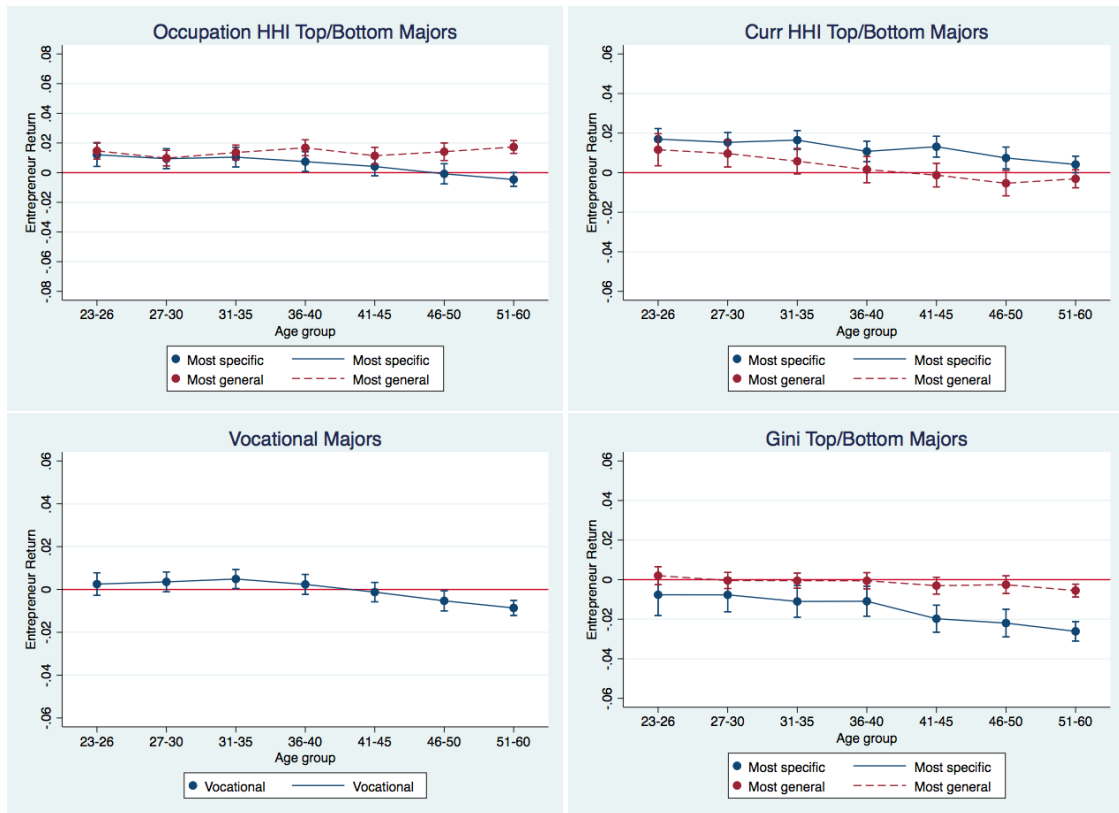 Occupation HHI Top/Bottom Majors
Entrepreneur Return
.08
.06
.04
.02
0
-.02
-.04
-.06
-.08
23-26 27-30 31-35 36-40 41-45 46-50 51-60
Age group
Most specific Most specific
Most general Most general
Curr HHI Top/Bottom Majors
Entrepreneur Return
.06
.04
.02
0
-.02
-.04
-.06
23-26 27-30 31-35 36-40 41-45 46-50 51-60
Age group
Most specific Most specific
Most general Most general
Vocational Majors
Entrepreneur Return
.06
.04
.02
0
-.02
-.04
-.06
23-26 27-30 31-35 36-40 41-45 46-50 51-60
Age group
Vocational Vocational
Gini Top/Bottom Majors
Entrepreneur Return
.06
.04
.02
0
-.02
-.04
-.06
23-26 27-30 31-35 36-40 41-45 46-50 51-60
Age group
Most specific Most specific
Most general Most general